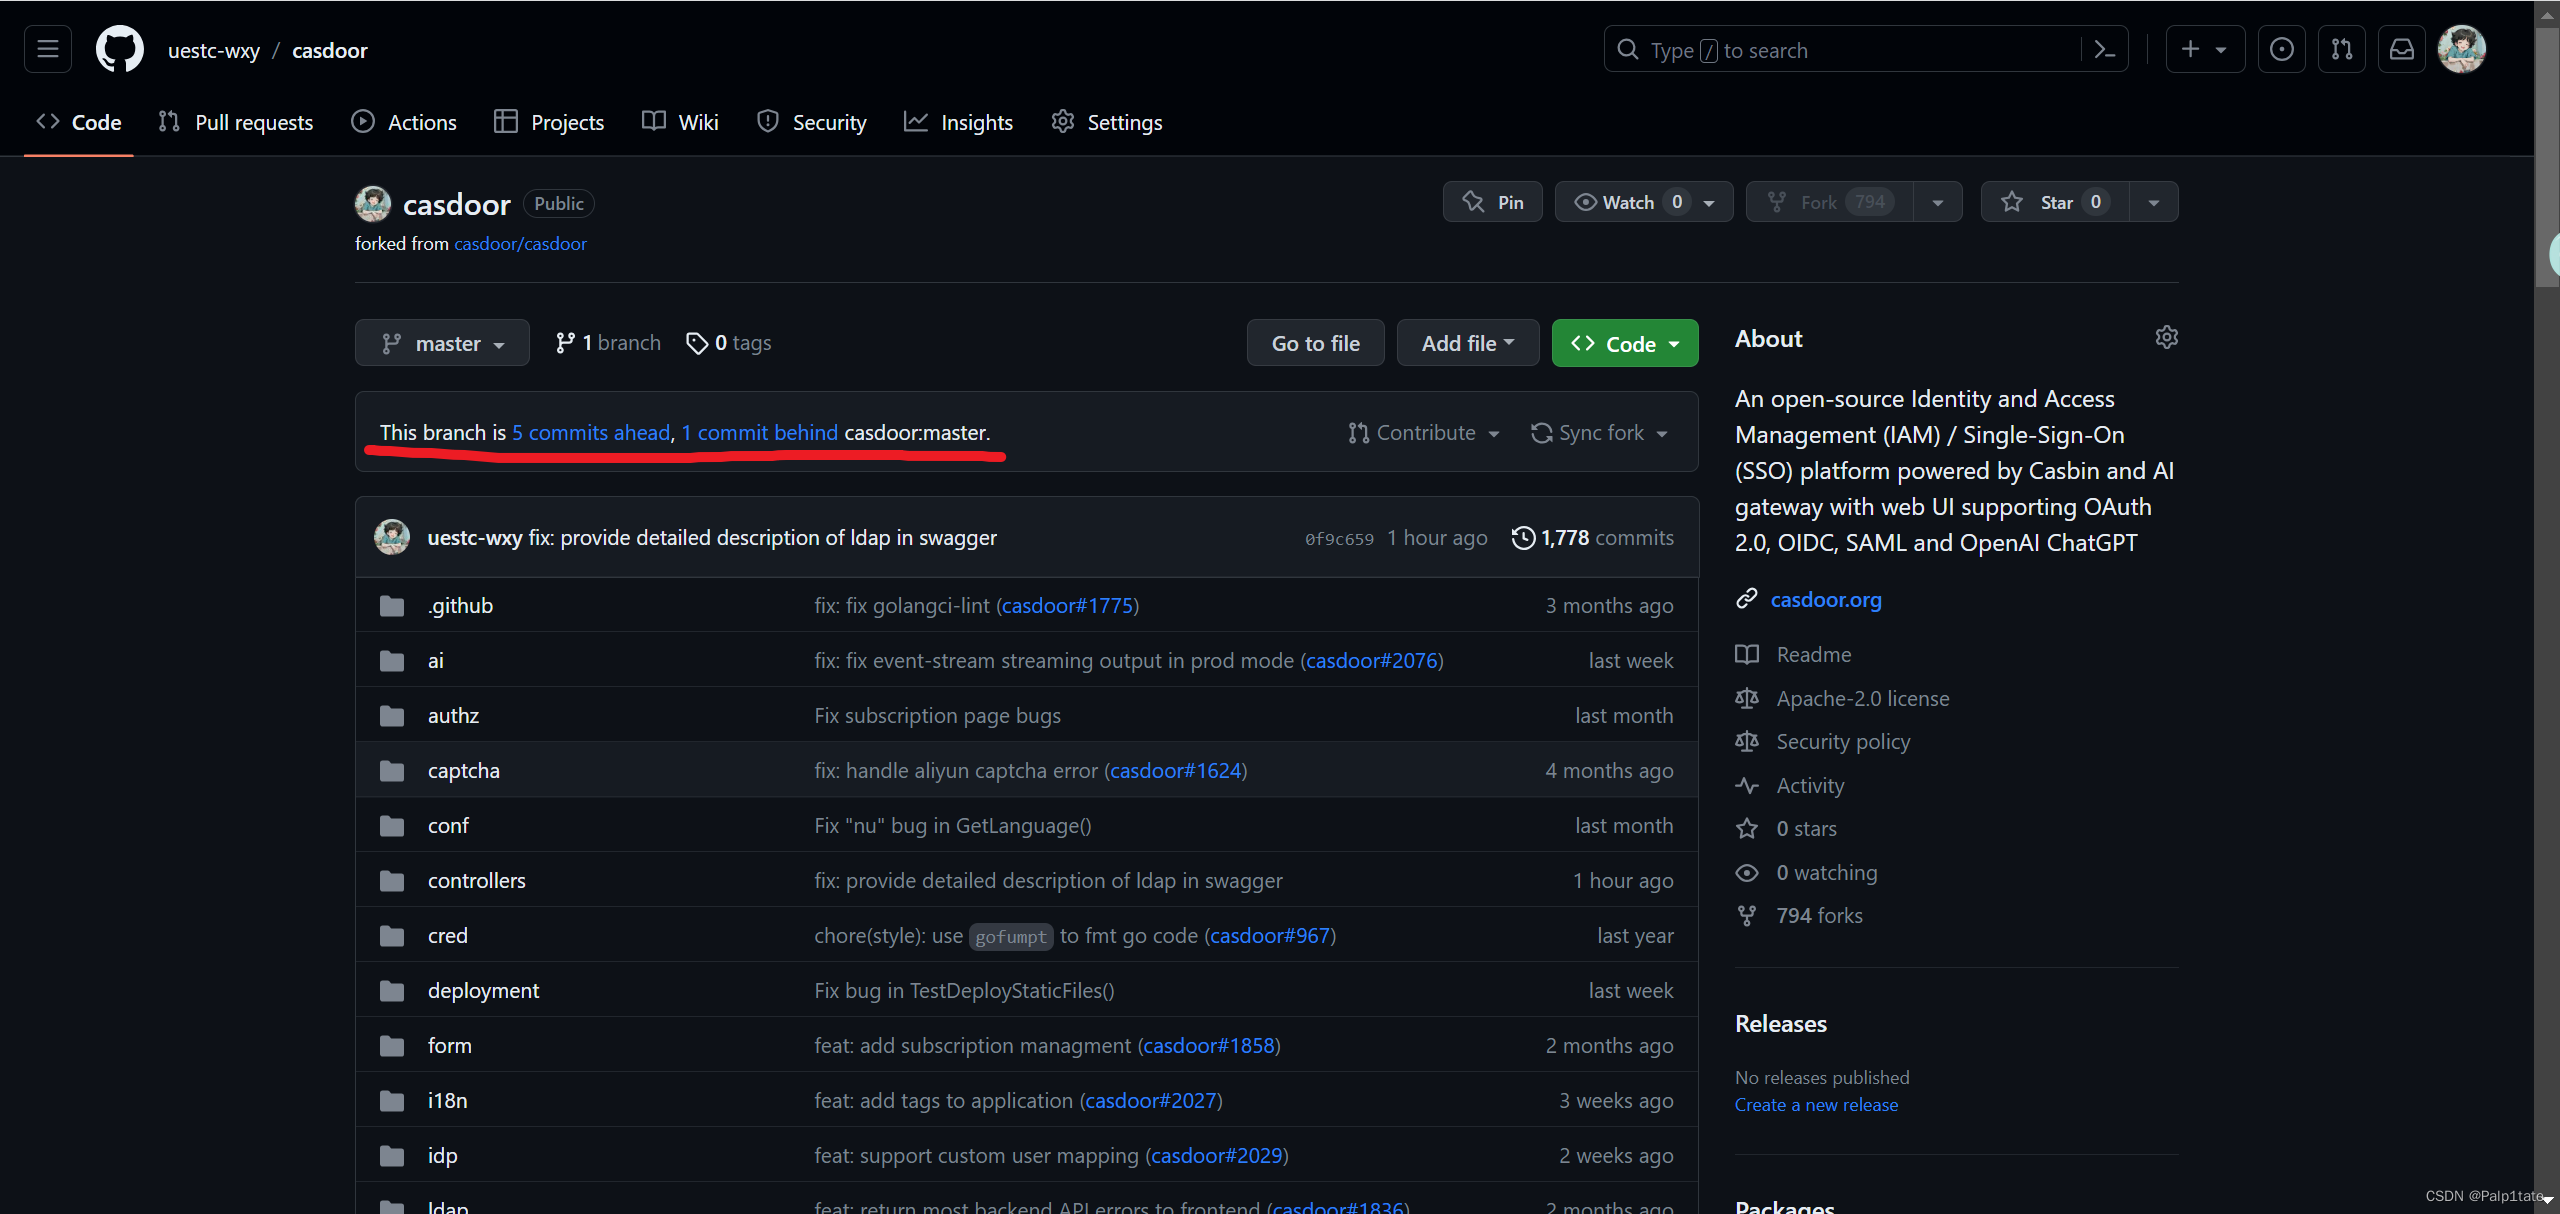 uestc-wxy / casdoor
Type / to search
Code Pull requests Actions Projects Wiki Security Insights Settings
casdoor Public
Pin Watch 0 Fork 794 Star 0
forked from casdoor/casdoor
master 1 branch 0 tags Go to file Add file Code
This branch is 5 commits ahead, 1 commit behind casdoor:master. Contribute Sync fork
uestc-wxy fix: provide detailed description of ldap in swagger 0f9c659 1 hour ago 1,778 commits
.github fix: fix golangci-lint (casdoor#1775) 3 months ago
ai fix: fix event-stream streaming output in prod mode (casdoor#2076) last week
authz Fix subscription page bugs last month
captcha fix: handle aliyun captcha error (casdoor#1624) 4 months ago
conf Fix "nu" bug in GetLanguage() last month
controllers fix: provide detailed description of ldap in swagger 1 hour ago
cred chore(style): use gofumpt to fmt go code (casdoor#967) last year
deployment Fix bug in TestDeployStaticFiles() last week
form feat: add subscription managment (casdoor#1858) 2 months ago
i18n feat: add tags to application (casdoor#2027) 3 weeks ago
idp feat: support custom user mapping (casdoor#2029) 2 weeks ago
ldap feat: return most backend API errors to frontend (casdoor#1836) 2 months ago
About
An open-source Identity and Access
Management (IAM) / Single-Sign-On
(SSO) platform powered by Casbin and AI
gateway with web UI supporting OAuth
2.0, OIDC, SAML and OpenAI ChatGPT
casdoor.org
Readme
Apache-2.0 license
Security policy
Activity
0 stars
0 watching
794 forks
Releases
No releases published
Create a new release
Packages
CSDN @Palp1tate